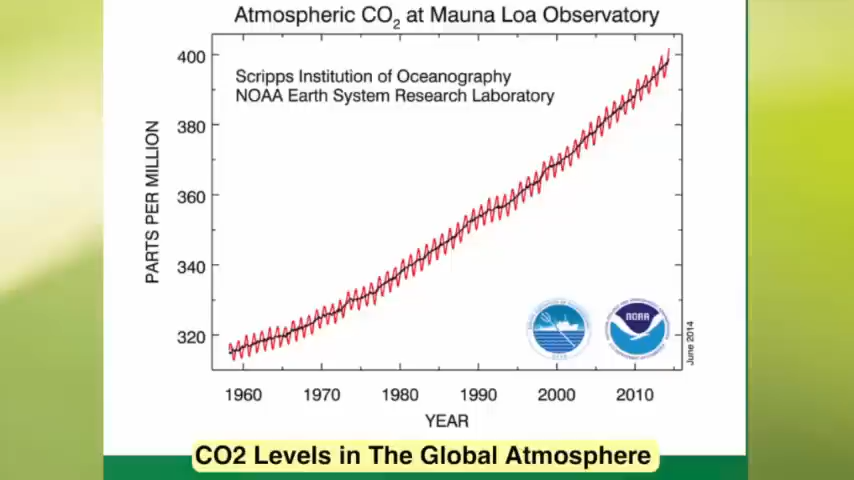 Atmospheric CO2 at Mauna Loa Observatory
Scripps Institution of Oceanography
NOAA Earth System Research Laboratory
PARTS PER MILLION
400
380
360
340
320
NOAA
June 2014
1960 1970 1980 1990 2000 2010
YEAR
CO2 Levels in The Global Atmosphere